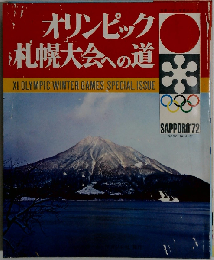 オリンピック
札幌大会への道
XI OLYMPIC WINTER GAMES, SPECIAL ISSUE
SAPPORO'72